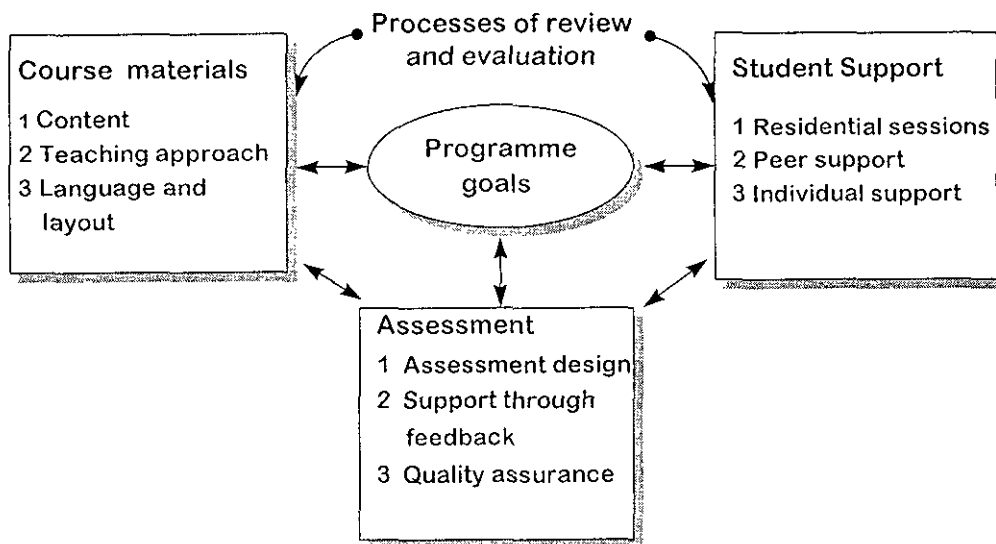 Processes of review
and evaluation
Course materials
1 Content
2 Teaching approach
3 Language and
layout
Programme
goals
Student Support
1 Residential sessions
2 Peer support
3 Individual support
Assessment
1 Assessment design
2 Support through
feedback
3 Quality assurance